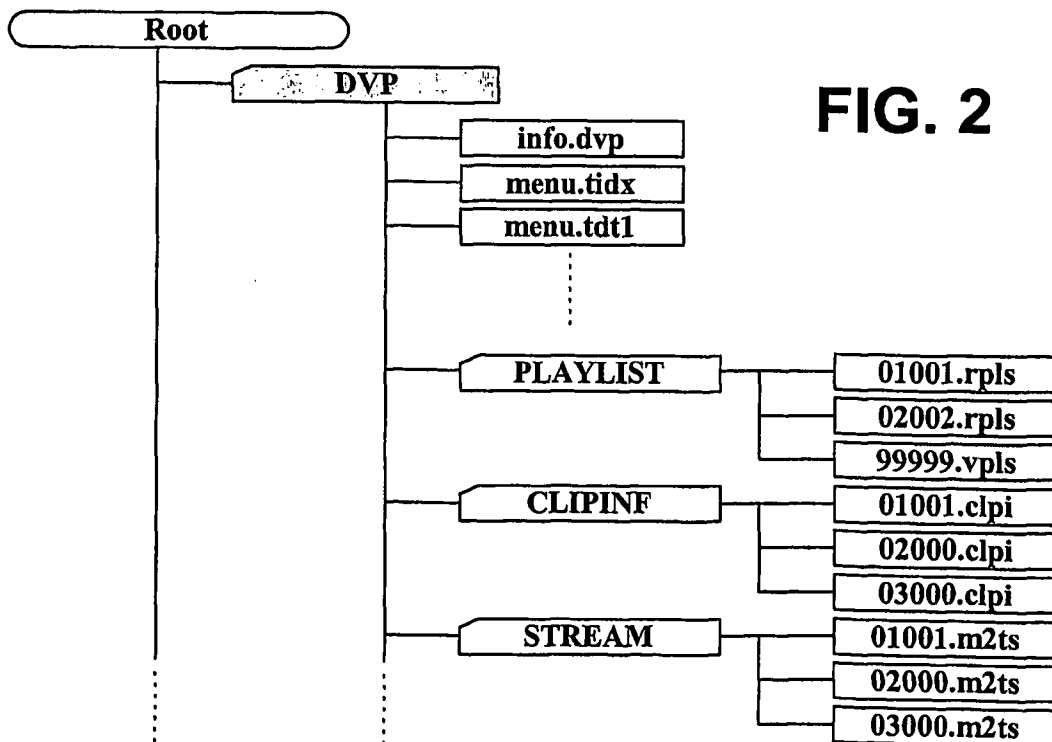 Root
DVP
FIG. 2
info.dvp
menu.tidx
menu.tdt1
PLAYLIST
01001.rpls
02002.rpls
99999.vpls
CLIPINF
01001.clpi
02000.clpi
03000.clpi
STREAM
01001.m2ts
02000.m2ts
03000.m2ts